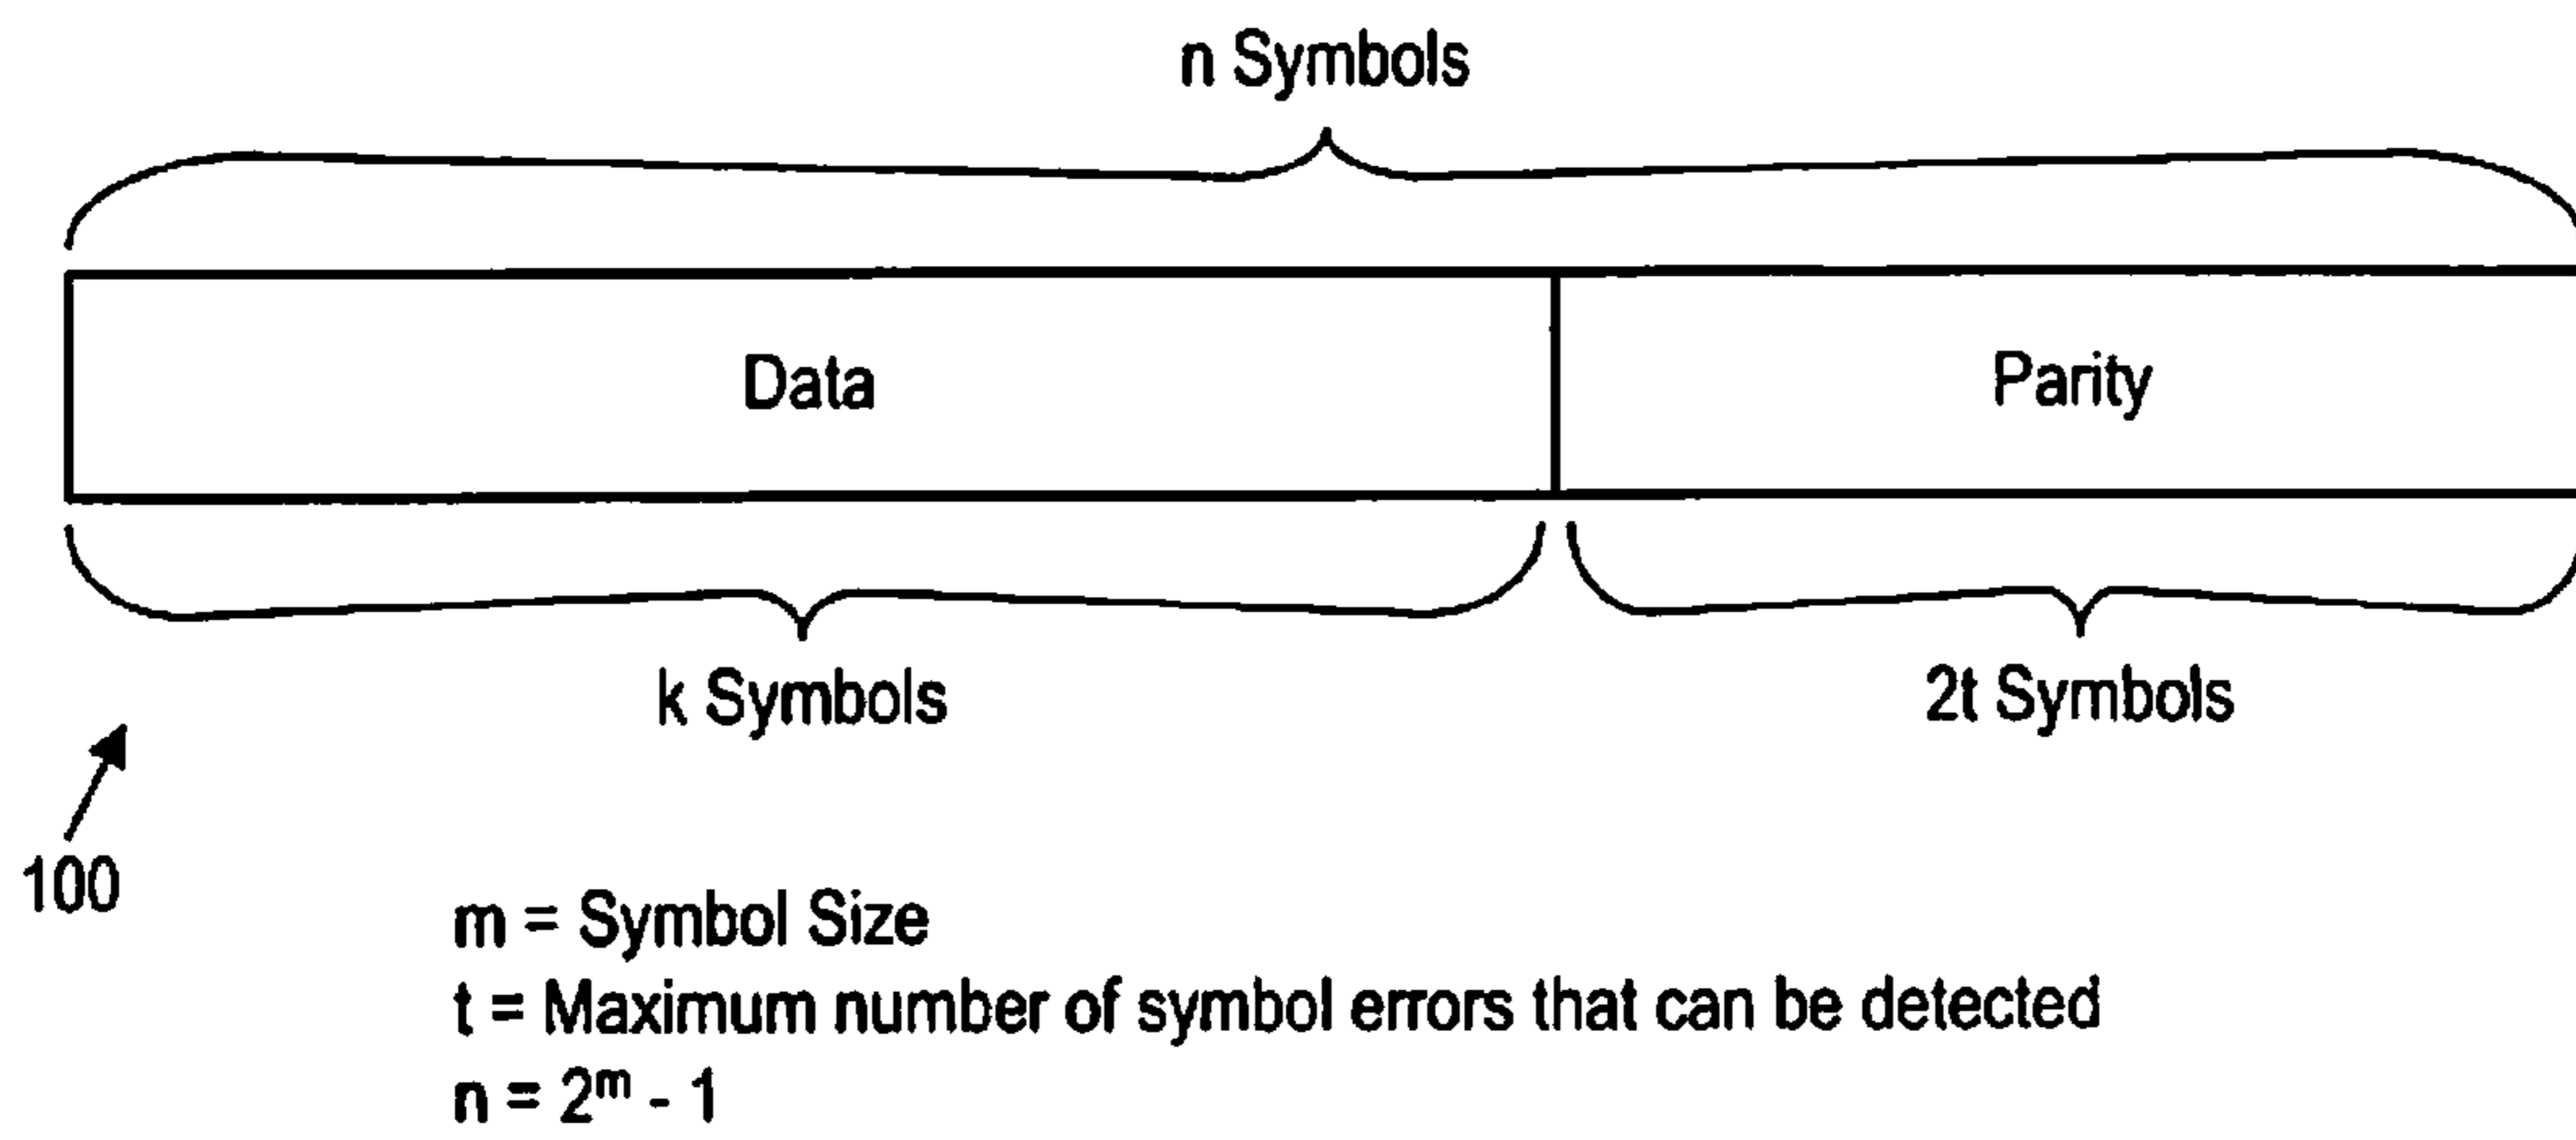 n Symbols
Data
Parity
k Symbols
2t Symbols
100
m = Symbol Size
t = Maximum number of symbol errors that can be detected
n = 2ᵐ - 1